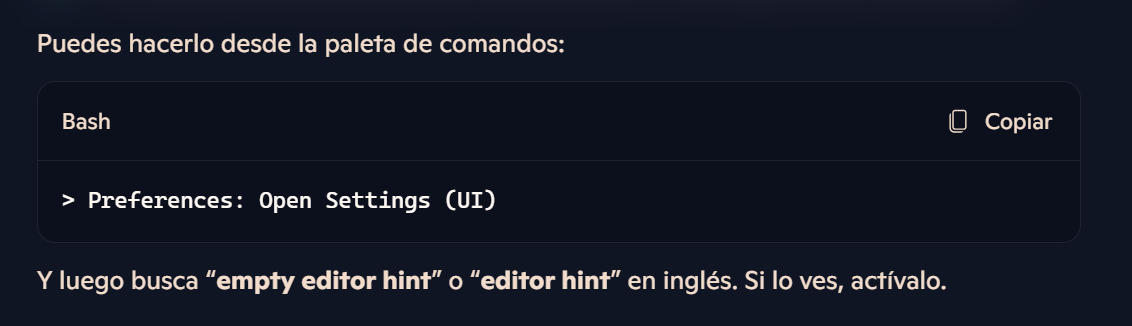 Puedes hacerlo desde la paleta de comandos:
Bash
Copiar
> Preferences: Open Settings (UI)
Y luego busca “empty editor hint” o “editor hint” en inglés. Si lo ves, actívalo.